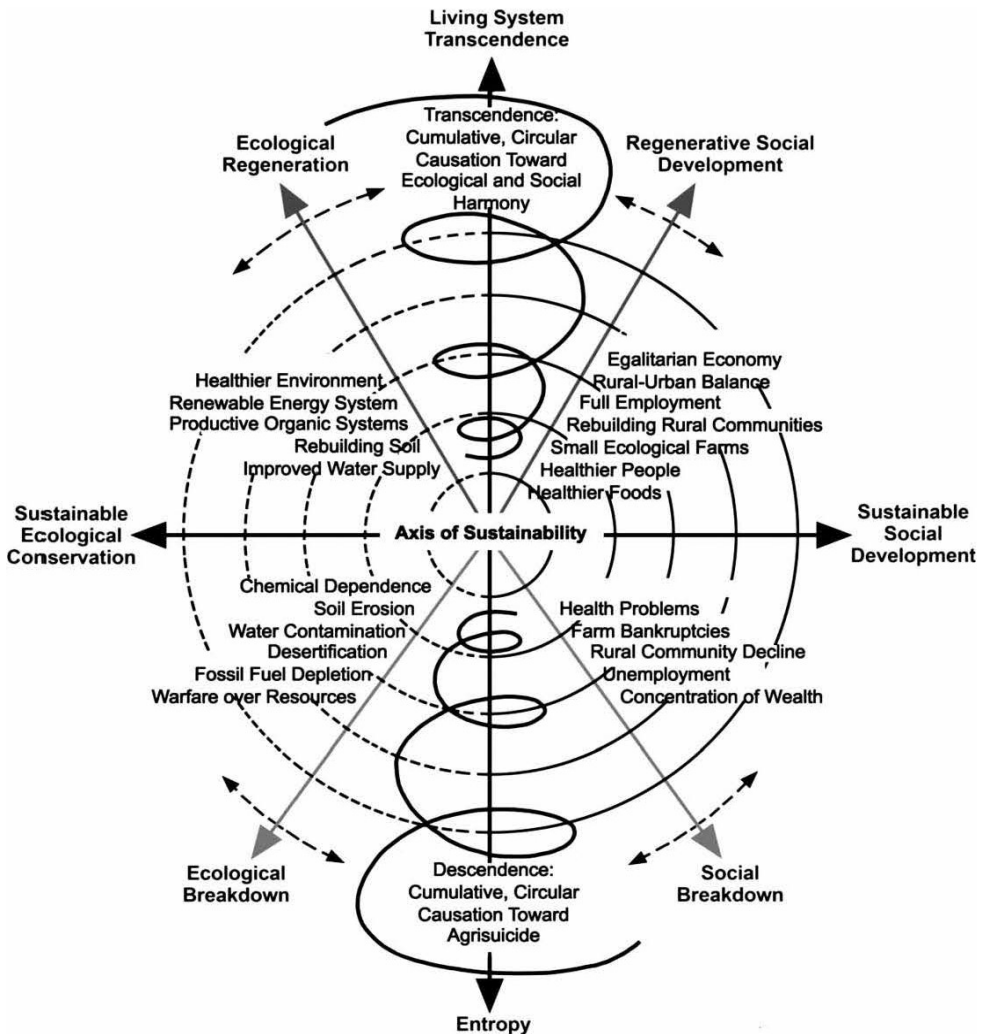 Living System
Transcendence
Transcendence:
Cumulative, Circular
Causation Toward
Ecological and Social
Harmony
Ecological
Regeneration
Regenerative Social
Development
Healthier Environment
Renewable Energy System
Productive Organic Systems
Rebuilding Soil
Improved Water Supply
Egalitarian Economy
Rural-Urban Balance
Full Employment
Rebuilding Rural Communities
Small Ecological Farms
Healthier People
Healthier Foods
Sustainable
Ecological
Conservation
Axis of Sustainability
Sustainable
Social
Development
Chemical Dependence
Soil Erosion
Water Contamination
Desertification
Fossil Fuel Depletion
Warfare over Resources
Health Problems
Farm Bankruptcies
Rural Community Decline
Unemployment
Concentration of Wealth
Ecological
Breakdown
Descendence:
Cumulative, Circular
Causation Toward
Agrisuicide
Social
Breakdown
Entropy